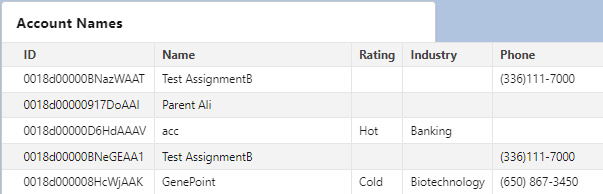 Account Names
ID Name Rating Industry Phone
0018d00000BNazWAAT Test AssignmentB (336)111-7000
0018d00000917DoAAI Parent Ali
0018d00000D6HdAAAV acc Hot Banking
0018d00000BNeGEAA1 Test AssignmentB (336)111-7000
0018d000008HcWjAAK GenePoint Cold Biotechnology (650) 867-3450